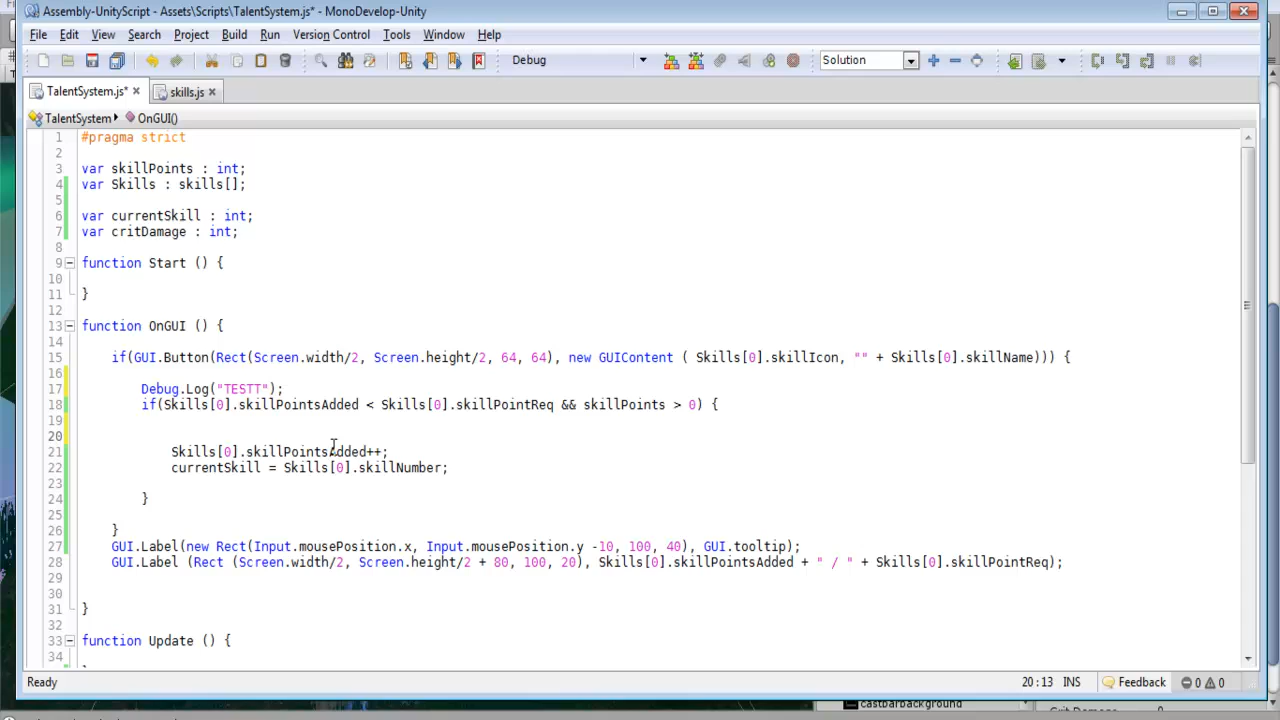 Assembly-UnityScript - Assets\Scripts\TalentSystem.js* - MonoDevelop-Unity
File Edit View Search Project Build Run Version Control Tools Window Help
Debug Solution
TalentSystem.js* skills.js
TalentSystem OnGUI()
1 #pragma strict
2
3 var skillPoints : int;
4 var Skills : skills[];
5
6 var currentSkill : int;
7 var critDamage : int;
8
9 function Start () {
10
11 }
12
13 function OnGUI () {
14
15 if(GUI.Button(Rect(Screen.width/2, Screen.height/2, 64, 64), new GUIContent ( Skills[0].skillIcon, "" + Skills[0].skillName))) {
16
17 Debug.Log("TESTT");
18 if(Skills[0].skillPointsAdded < Skills[0].skillPointReq && skillPoints > 0) {
19
20
21 Skills[0].skillPointsAdded++;
22 currentSkill = Skills[0].skillNumber;
23
24 }
25
26 }
27 GUI.Label(new Rect(Input.mousePosition.x, Input.mousePosition.y -10, 100, 40), GUI.tooltip);
28 GUI.Label (Rect (Screen.width/2, Screen.height/2 + 80, 100, 20), Skills[0].skillPointsAdded + " / " + Skills[0].skillPointReq);
29
30
31 }
32
33 function Update () {
34
Ready 20 : 13 INS Feedback 0 0
castbarbackground